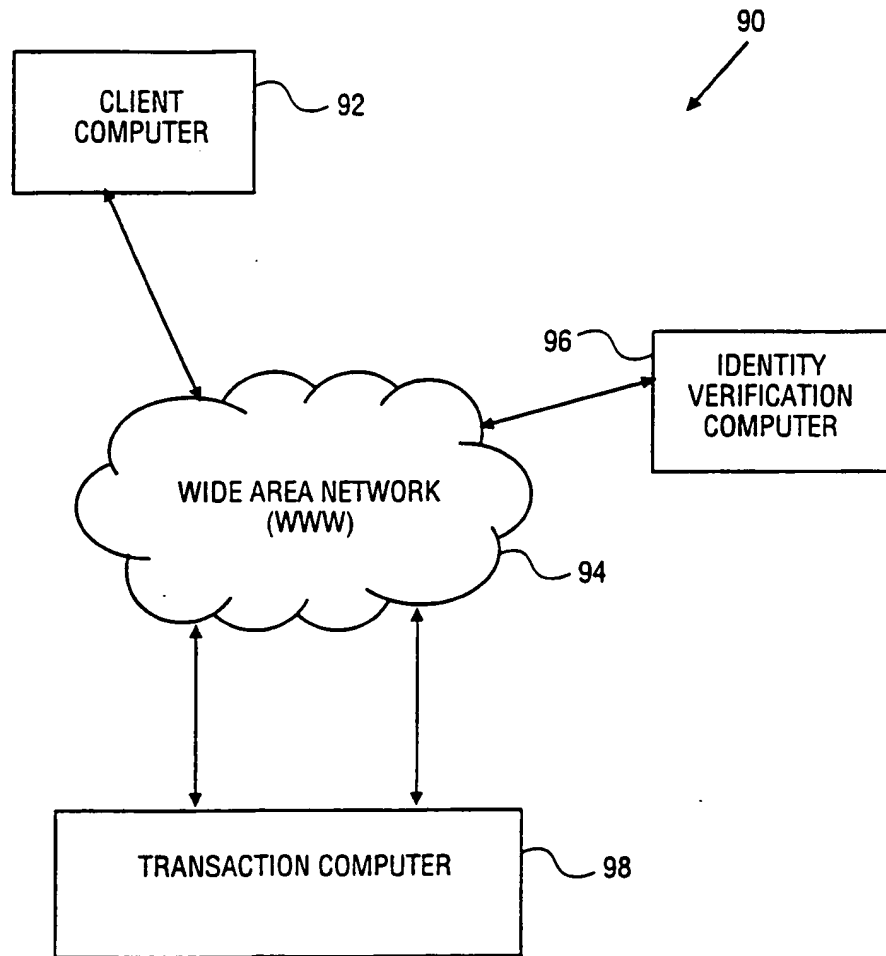 90
CLIENT
COMPUTER
92
96
IDENTITY
VERIFICATION
COMPUTER
WIDE AREA NETWORK
(WWW)
94
TRANSACTION COMPUTER
98